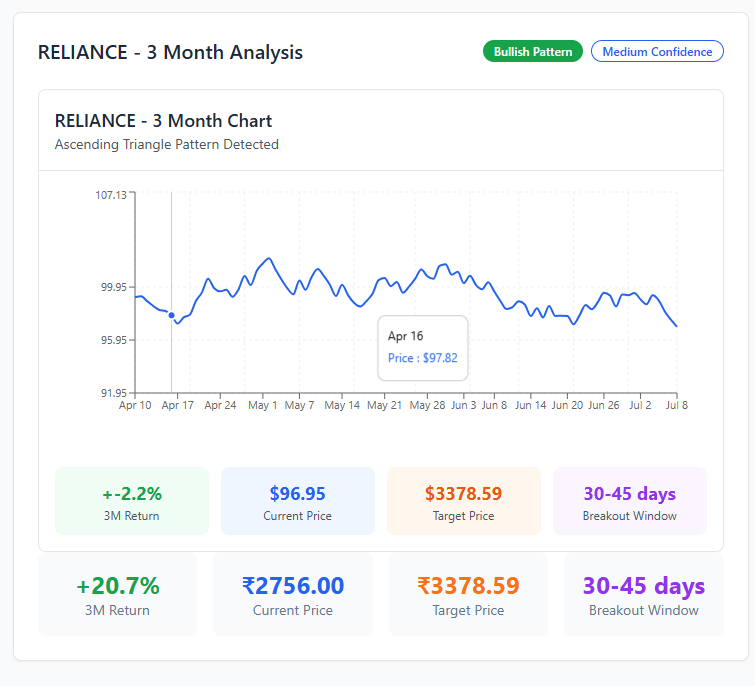 RELIANCE - 3 Month Analysis
Bullish Pattern
Medium Confidence
RELIANCE - 3 Month Chart
Ascending Triangle Pattern Detected
107.13
99.95
95.95
91.95
Apr 16
Price : $97.82
Apr 10 Apr 17 Apr 24 May 1 May 7 May 14 May 21 May 28 Jun 3 Jun 8 Jun 14 Jun 20 Jun 26 Jul 2 Jul 8
+-2.2% $96.95 $3378.59 30-45 days
3M Return Current Price Target Price Breakout Window
+20.7% ₹2756.00 ₹3378.59 30-45 days
3M Return Current Price Target Price Breakout Window